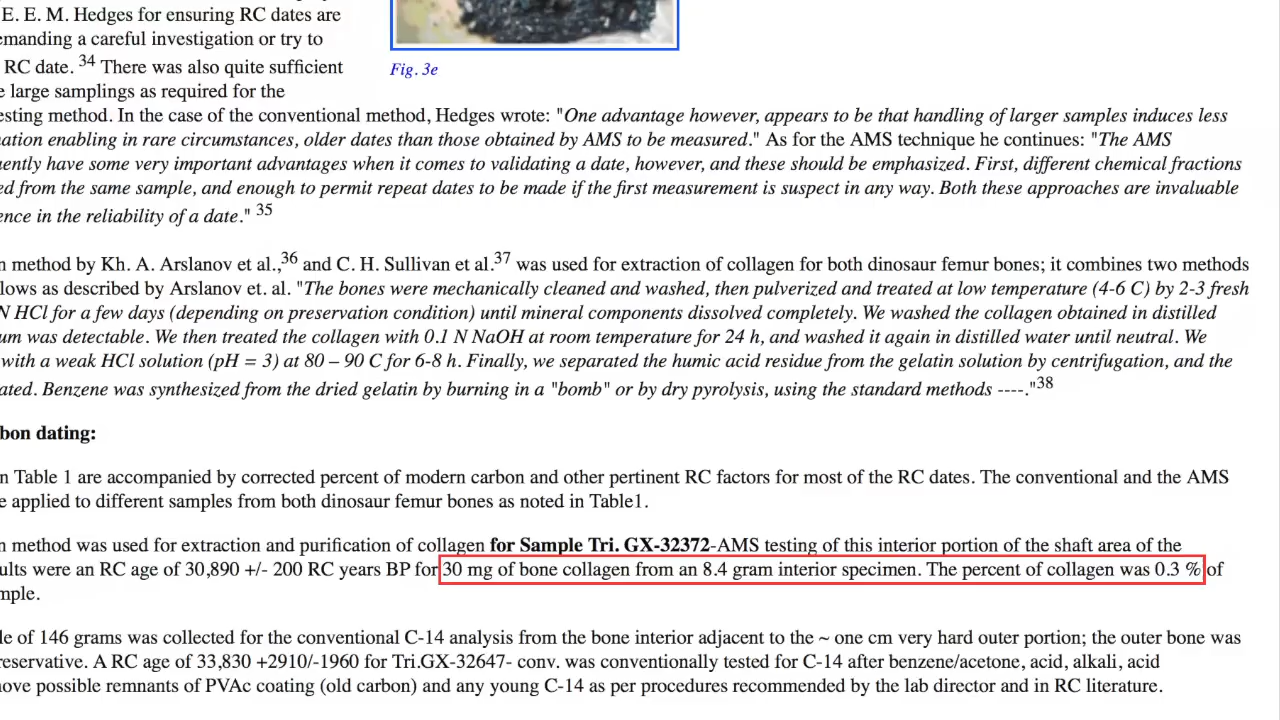 E. E. M. Hedges for ensuring RC dates are
emanding a careful investigation or try to
RC date. 34 There was also quite sufficient
e large samplings as required for the
Fig. 3e
esting method. In the case of the conventional method, Hedges wrote: "One advantage however, appears to be that handling of larger samples induces less
nation enabling in rare circumstances, older dates than those obtained by AMS to be measured." As for the AMS technique he continues: "The AMS
uently have some very important advantages when it comes to validating a date, however, and these should be emphasized. First, different chemical fractions
ed from the same sample, and enough to permit repeat dates to be made if the first measurement is suspect in any way. Both these approaches are invaluable
ence in the reliability of a date." 35
n method by Kh. A. Arslanov et al.,36 and C. H. Sullivan et al.37 was used for extraction of collagen for both dinosaur femur bones; it combines two methods
llows as described by Arslanov et. al. "The bones were mechanically cleaned and washed, then pulverized and treated at low temperature (4-6 C) by 2-3 fresh
N HCl for a few days (depending on preservation condition) until mineral components dissolved completely. We washed the collagen obtained in distilled
um was detectable. We then treated the collagen with 0.1 N NaOH at room temperature for 24 h, and washed it again in distilled water until neutral. We
with a weak HCl solution (pH = 3) at 80 – 90 C for 6-8 h. Finally, we separated the humic acid residue from the gelatin solution by centrifugation, and the
ated. Benzene was synthesized from the dried gelatin by burning in a "bomb" or by dry pyrolysis, using the standard methods ----."38
bon dating:
n Table 1 are accompanied by corrected percent of modern carbon and other pertinent RC factors for most of the RC dates. The conventional and the AMS
e applied to different samples from both dinosaur femur bones as noted in Table1.
n method was used for extraction and purification of collagen for Sample Tri. GX-32372-AMS testing of this interior portion of the shaft area of the
ults were an RC age of 30,890 +/- 200 RC years BP for 30 mg of bone collagen from an 8.4 gram interior specimen. The percent of collagen was 0.3 % of
mple.
le of 146 grams was collected for the conventional C-14 analysis from the bone interior adjacent to the ~ one cm very hard outer portion; the outer bone was
reservative. A RC age of 33,830 +2910/-1960 for Tri.GX-32647- conv. was conventionally tested for C-14 after benzene/acetone, acid, alkali, acid
nove possible remnants of PVAc coating (old carbon) and any young C-14 as per procedures recommended by the lab director and in RC literature.